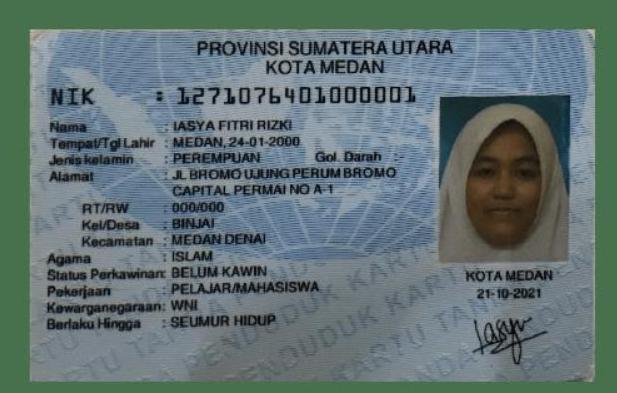 PROVINSI SUMATERA UTARA
KOTA MEDAN
NIK : 1271076401000001
Nama : IASYA FITRI RIZKI
Tempat/Tgl Lahir : MEDAN, 24-01-2000
Jenis kelamin : PEREMPUAN Gol. Darah :-
Alamat : JL BROMO UJUNG PERUM BROMO
CAPITAL PERMAI NO A-1
RT/RW : 000/000
Kel/Desa : BINJAI
Kecamatan : MEDAN DENAI
Agama : ISLAM
Status Perkawinan: BELUM KAWIN
Pekerjaan : PELAJAR/MAHASISWA
Kewarganegaraan: WNI
Berlaku Hingga : SEUMUR HIDUP
KOTA MEDAN
21-10-2021
Iasya